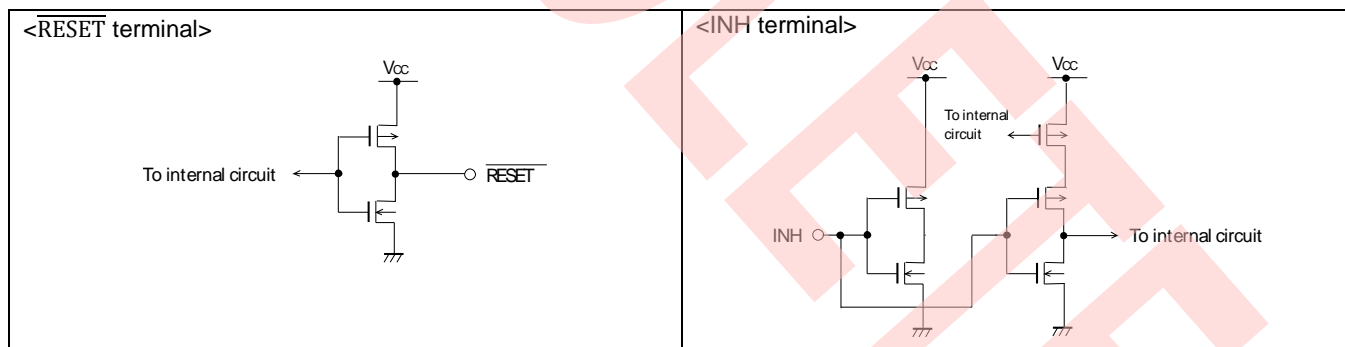 <RESET terminal>
Vcc
To internal circuit
RESET
<INH terminal>
Vcc
Vcc
To internal
circuit
INH
To internal circuit